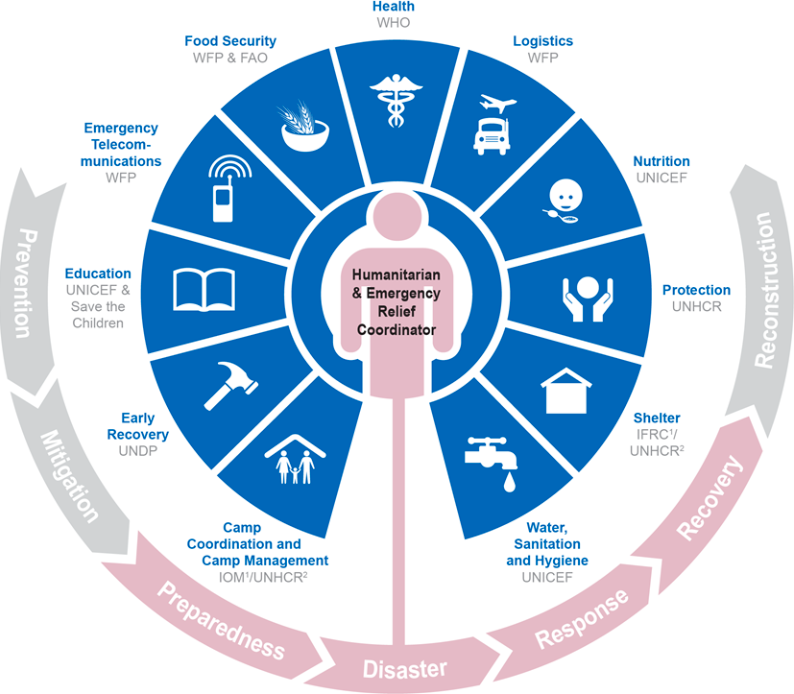 Health
WHO
Food Security
WFP & FAO
Logistics
WFP
Emergency
Telecom-
munications
WFP
Nutrition
UNICEF
Education
UNICEF &
Save the
Children
Humanitarian
& Emergency
Relief
Coordinator
Protection
UNHCR
Early
Recovery
UNDP
Shelter
IFRC¹/
UNHCR²
Camp
Coordination and
Camp Management
IOM¹/UNHCR²
Water,
Sanitation
and Hygiene
UNICEF
Prevention
Mitigation
Preparedness
Disaster
Response
Recovery
Reconstruction